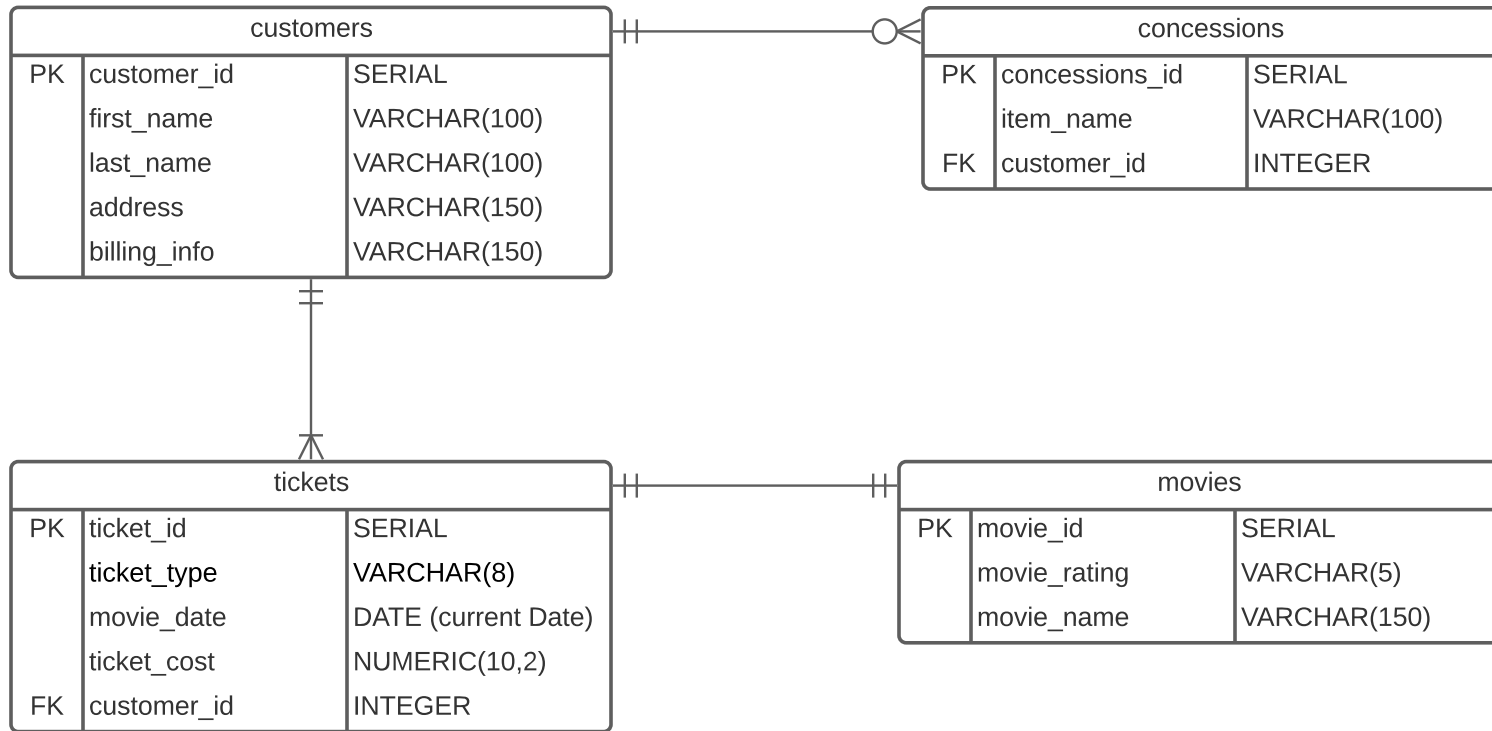 customers
PK customer_id SERIAL
first_name VARCHAR(100)
last_name VARCHAR(100)
address VARCHAR(150)
billing_info VARCHAR(150)
concessions
PK concessions_id SERIAL
item_name VARCHAR(100)
FK customer_id INTEGER
tickets
PK ticket_id SERIAL
ticket_type VARCHAR(8)
movie_date DATE (current Date)
ticket_cost NUMERIC(10,2)
FK customer_id INTEGER
movies
PK movie_id SERIAL
movie_rating VARCHAR(5)
movie_name VARCHAR(150)